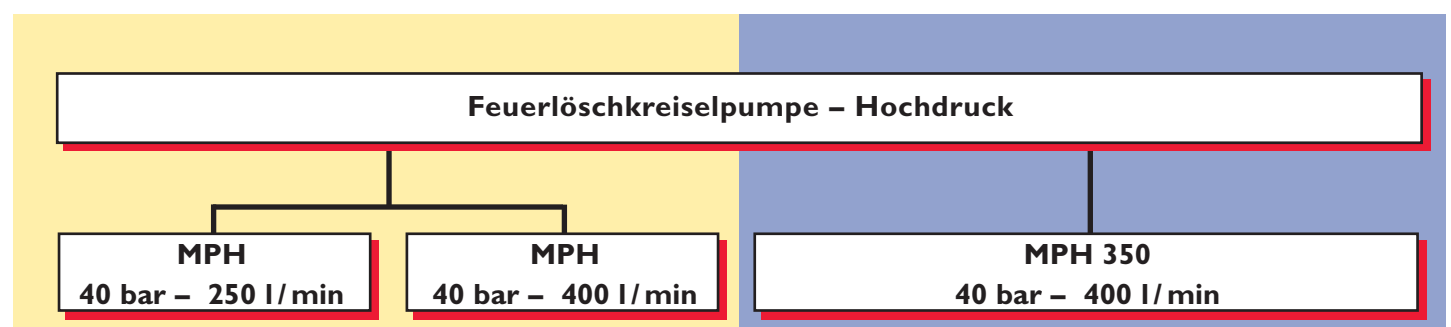 Feuerlöschkreiselpumpe – Hochdruck
MPH
40 bar – 250 l/min
MPH
40 bar – 400 l/min
MPH 350
40 bar – 400 l/min